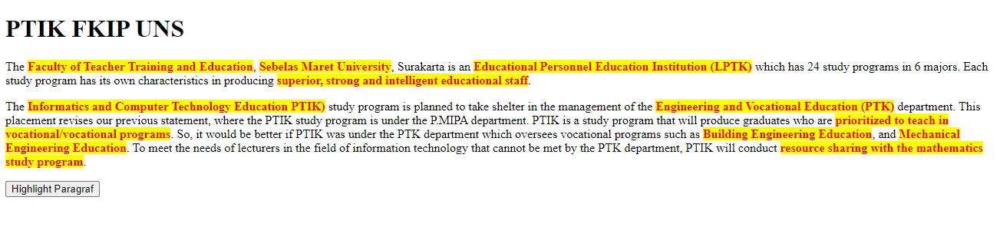 PTIK FKIP UNS
The Faculty of Teacher Training and Education, Sebelas Maret University, Surakarta is an Educational Personnel Education Institution (LPTK) which has 24 study programs in 6 majors. Each
study program has its own characteristics in producing superior, strong and intelligent educational staff.
The Informatics and Computer Technology Education PTIK) study program is planned to take shelter in the management of the Engineering and Vocational Education (PTK) department. This
placement revises our previous statement, where the PTIK study program is under the P.MIPA department. PTIK is a study program that will produce graduates who are prioritized to teach in
vocational/vocational programs. So, it would be better if PTIK was under the PTK department which oversees vocational programs such as Building Engineering Education, and Mechanical
Engineering Education. To meet the needs of lecturers in the field of information technology that cannot be met by the PTK department, PTIK will conduct resource sharing with the mathematics
study program.
Highlight Paragraf